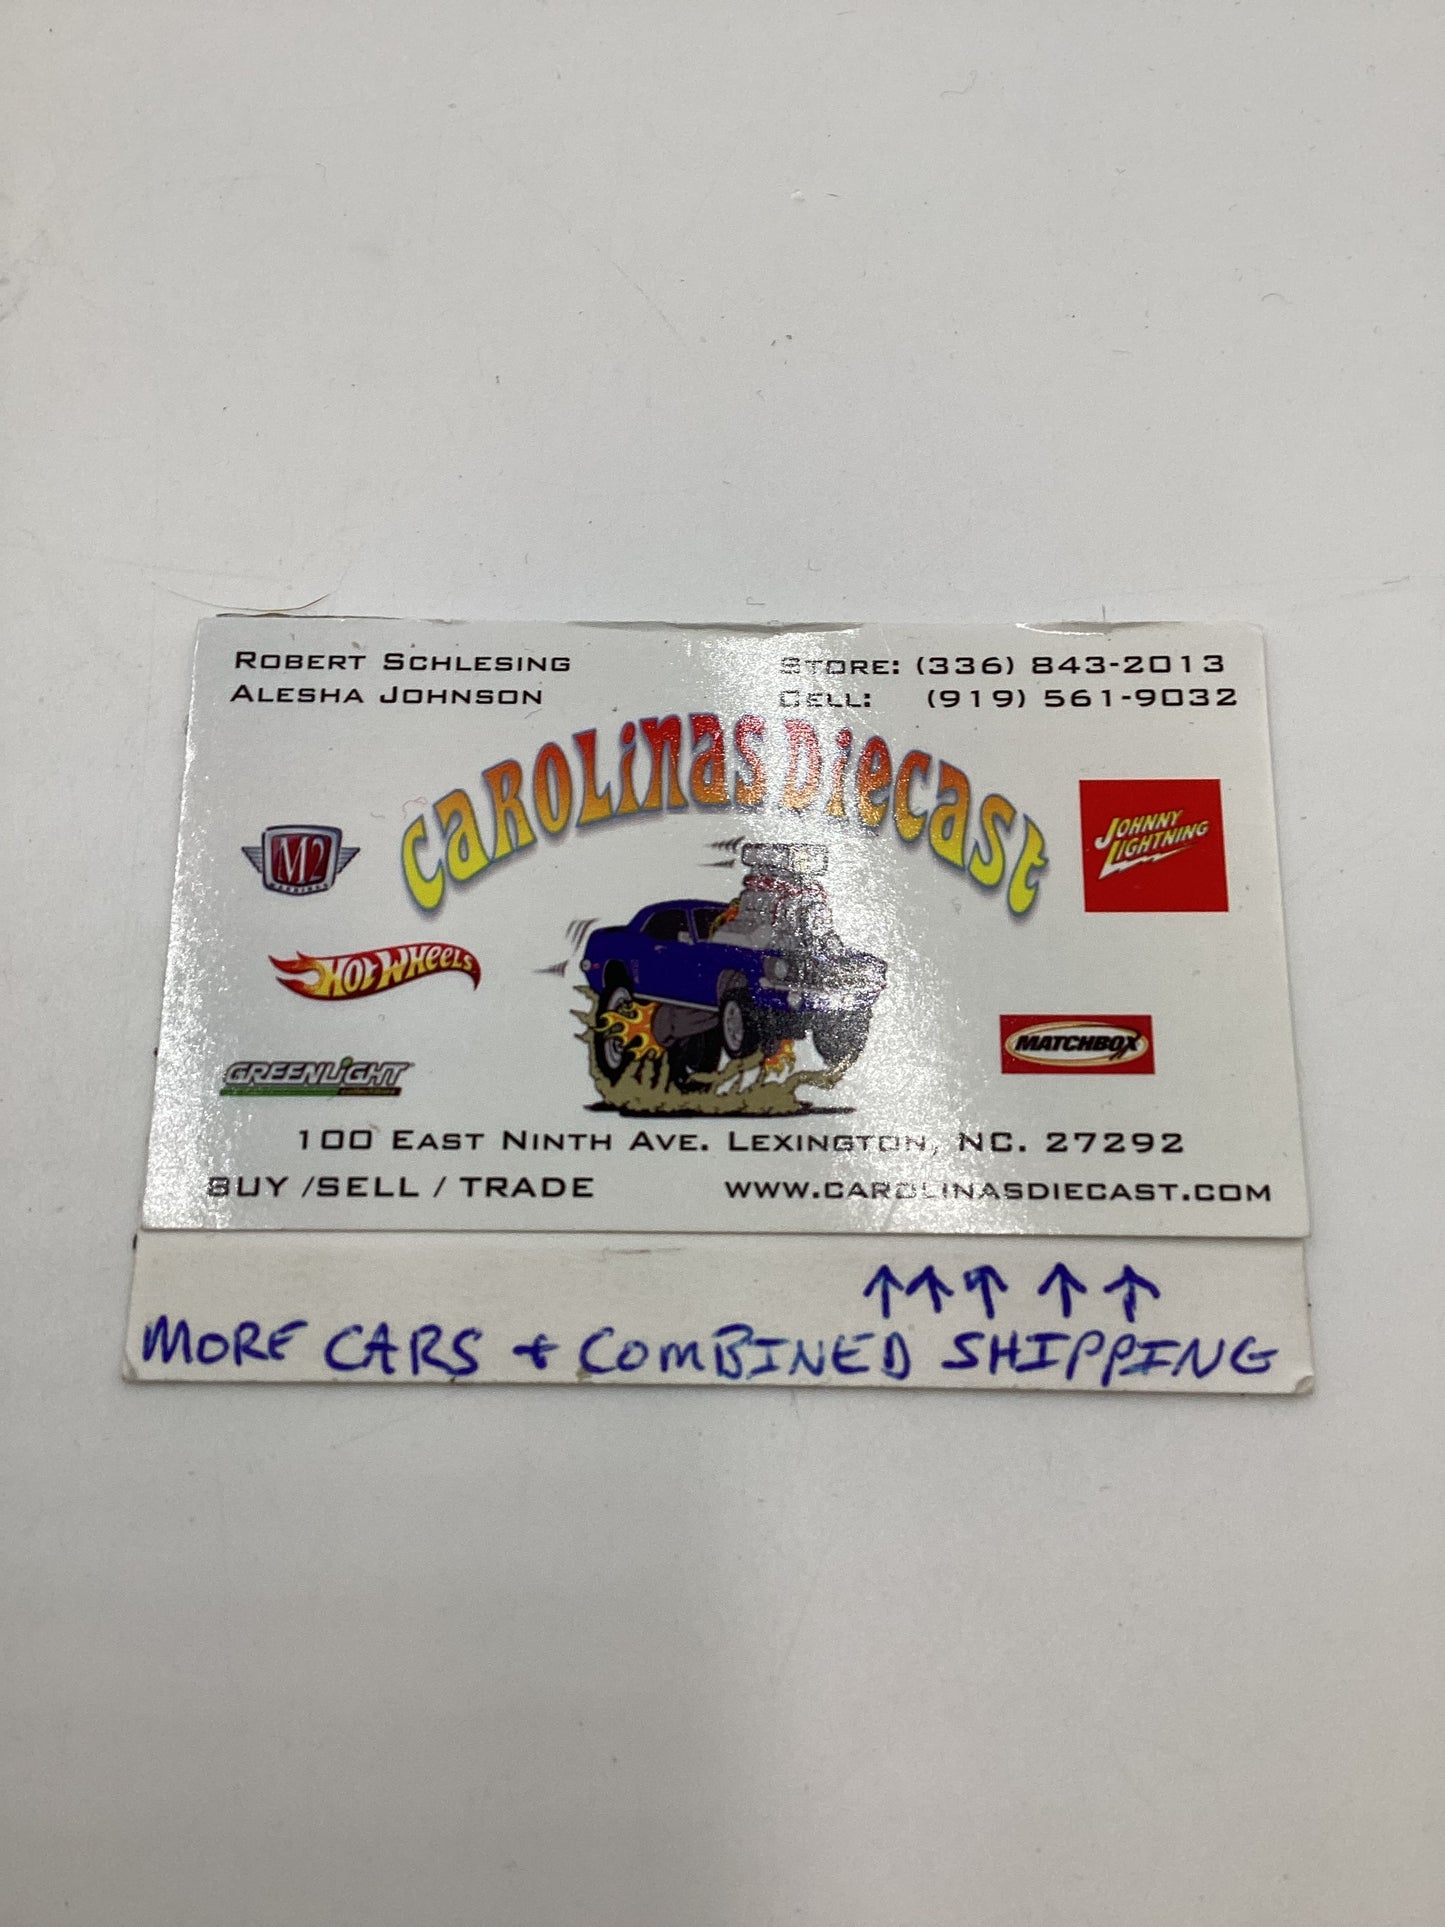 ROBERT SCHLESING
ALESHA JOHNSON
STORE: (336) 843-2013
CELL: (919) 561-9032
CAROLINAS DIECAST
M2
MACHINES
JOHNNY
LIGHTNING
HOT WHEELS
MATCHBOX
GREENLIGHT
100 EAST NINTH AVE. LEXINGTON, NC. 27292
BUY /SELL / TRADE
WWW.CAROLINASDIECAST.COM
↑↑↑ ↑ ↑
MORE CARS + COMBINED SHIPPING